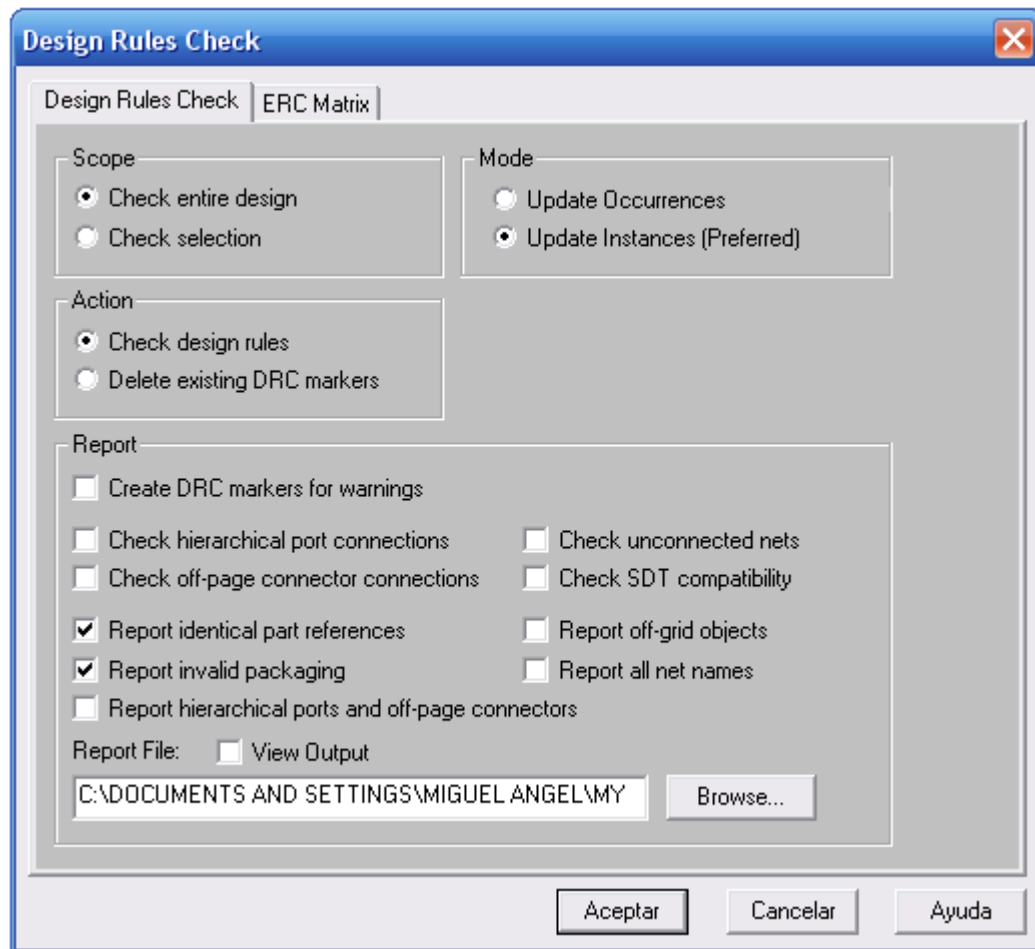 Design Rules Check
Design Rules Check
ERC Matrix
Scope
Check entire design
Check selection
Mode
Update Occurrences
Update Instances (Preferred)
Action
Check design rules
Delete existing DRC markers
Report
Create DRC markers for warnings
Check hierarchical port connections
Check unconnected nets
Check off-page connector connections
Check SDT compatibility
Report identical part references
Report off-grid objects
Report invalid packaging
Report all net names
Report hierarchical ports and off-page connectors
Report File:
View Output
C:\DOCUMENTS AND SETTINGS\MIGUEL ANGEL\MY
Browse...
Aceptar
Cancelar
Ayuda